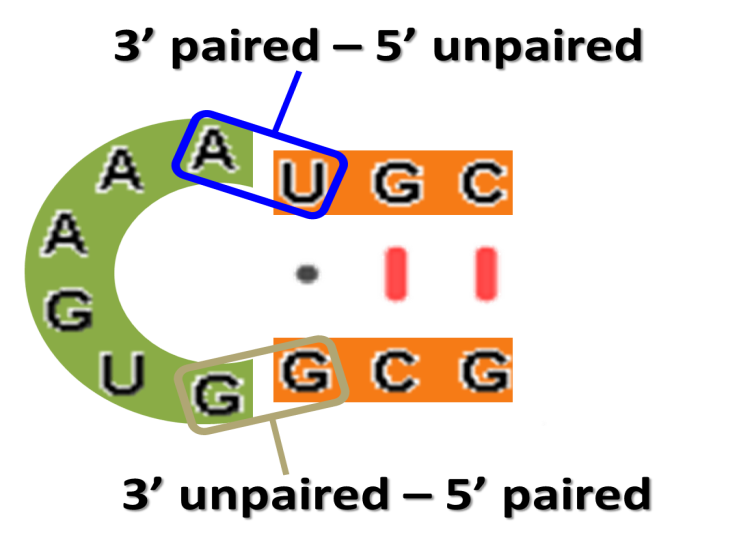 3’ paired – 5’ unpaired
A
A
U G C
A
G
U
G
G C G
3’ unpaired – 5’ paired